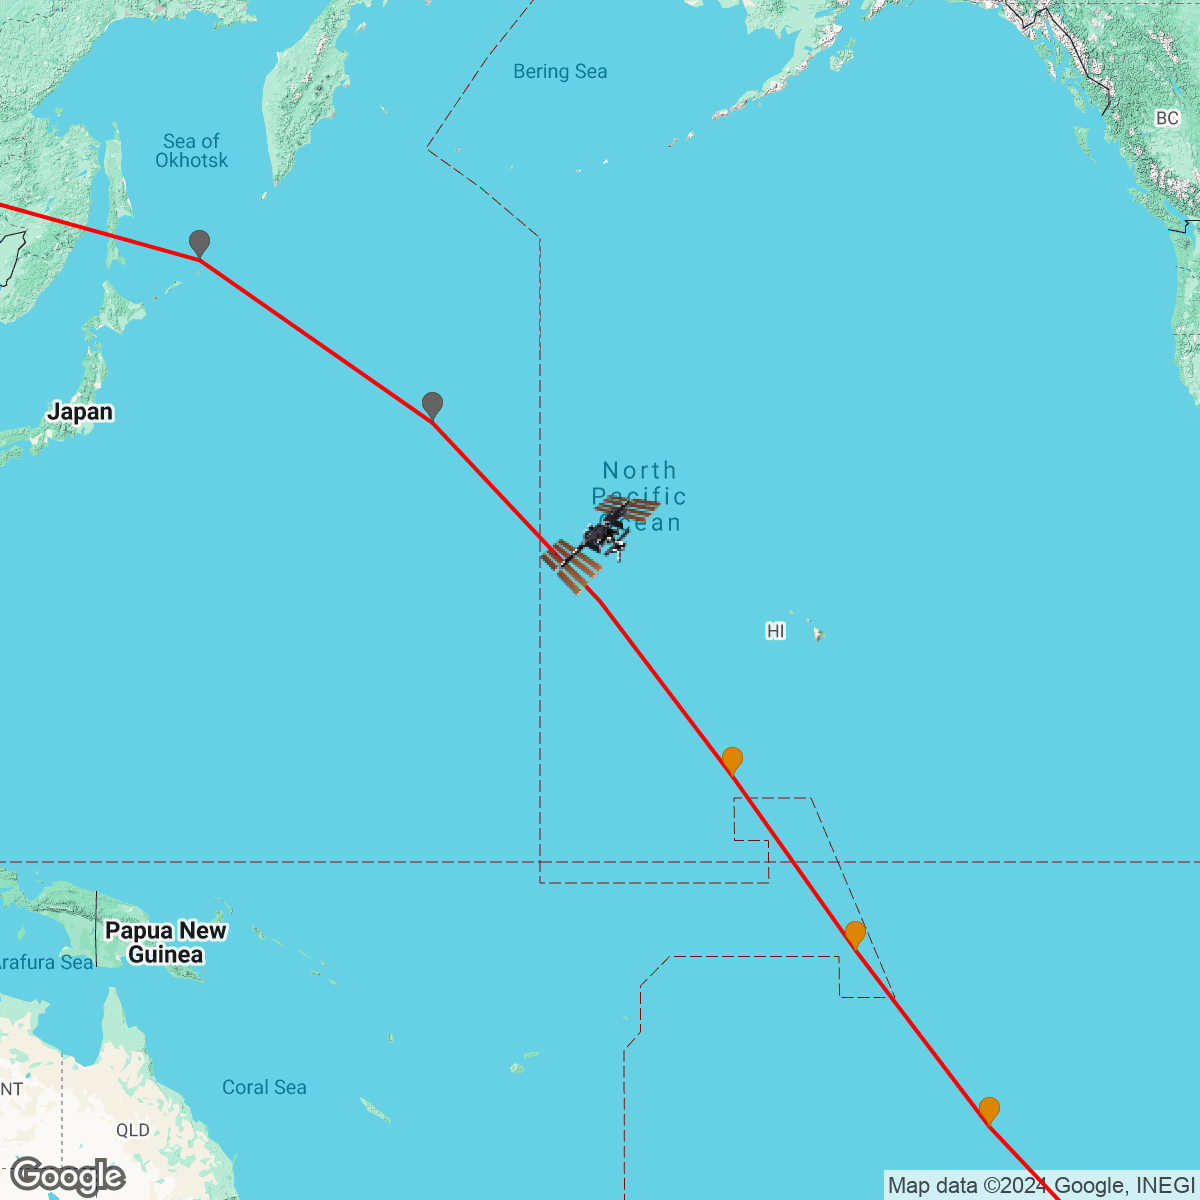 Bering Sea
BC
Sea of
Okhotsk
Japan
North
Pacific
Ocean
HI
Papua New
Guinea
Arafura Sea
Coral Sea
NT
QLD
Google
Map data ©2024 Google, INEGI